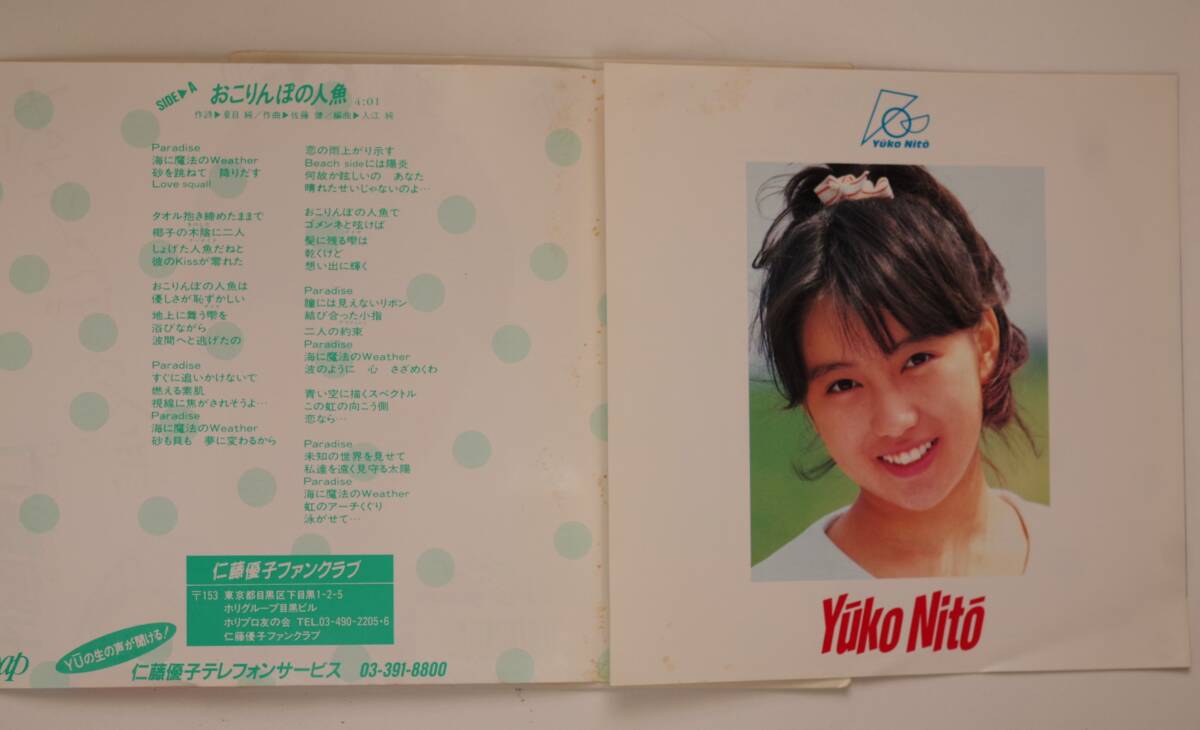 SIDE▶A
おこりんぼの人魚 4:01
作詩▶夏目 純／作曲▶佐藤 健／編曲▶入江 純
Paradise
海に魔法のWeather
砂を跳ねて 降りだす
Love squall
タオル抱き締めたままで
椰子の木陰に二人
しょげた人魚だねと
彼のKissが零れた
おこりんぼの人魚は
優しさが恥ずかしい
地上に舞う雫を
浴びながら
波間へと逃げたの
Paradise
すぐに追いかけないで
燃える素肌
視線に焦がされそうよ…
Paradise
海に魔法のWeather
砂も貝も 夢に変わるから
恋の雨上がり示す
Beach sideには陽炎
何故か眩しいの あなた
晴れたせいじゃないのよ…
おこりんぼの人魚で
ゴメンネと呟けば
髪に残る雫は
乾くけど
想い出に輝く
Paradise
瞳には見えないリボン
結び合った小指
二人の約束
Paradise
海に魔法のWeather
波のように 心 さざめくわ
青い空に描くスペクトル
この虹の向こう側
恋なら…
Paradise
未知の世界を見せて
私達を遠く見守る太陽
Paradise
海に魔法のWeather
虹のアーチくぐり
泳がせて…
仁藤優子ファンクラブ
〒153 東京都目黒区下目黒1-2-5
ホリグループ目黒ビル
ホリプロ友の会 TEL.03-490-2205・6
仁藤優子ファンクラブ
YŪの生の声が聞ける!
仁藤優子テレフォンサービス 03-391-8800
Yūko Nitō
Yūko Nitō